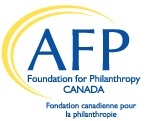 AFP
Foundation for Philanthropy
CANADA
Fondation canadienne pour
la philanthropie